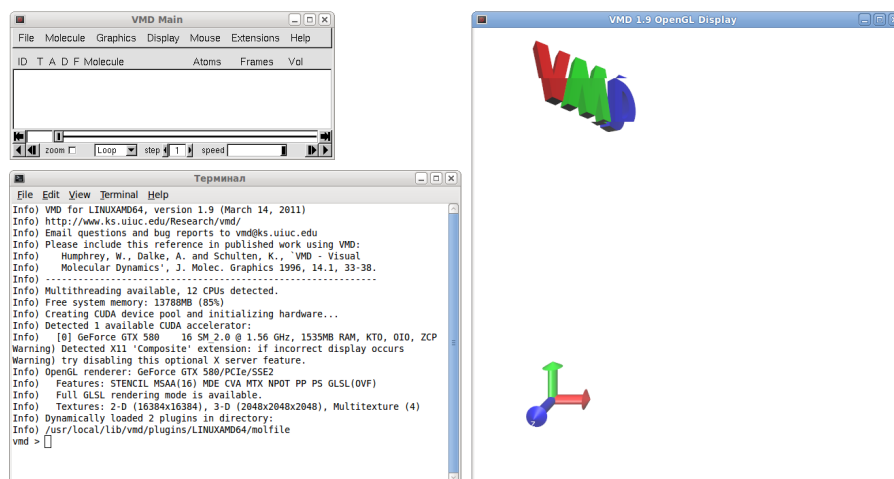 VMD Main
File Molecule Graphics Display Mouse Extensions Help
ID T A D F Molecule Atoms Frames Vol
zoom Loop step 1 speed
Терминал
File Edit View Terminal Help
Info) VMD for LINUXAMD64, version 1.9 (March 14, 2011)
Info) http://www.ks.uiuc.edu/Research/vmd/
Info) Email questions and bug reports to vmd@ks.uiuc.edu
Info) Please include this reference in published work using VMD:
Info) Humphrey, W., Dalke, A. and Schulten, K., `VMD - Visual
Info) Molecular Dynamics', J. Molec. Graphics 1996, 14.1, 33-38.
Info) -------------------------------------------------------------
Info) Multithreading available, 12 CPUs detected.
Info) Free system memory: 13788MB (85%)
Info) Creating CUDA device pool and initializing hardware...
Info) Detected 1 available CUDA accelerator:
Info) [0] GeForce GTX 580 16 SM_2.0 @ 1.56 GHz, 1535MB RAM, KTO, OIO, ZCP
Warning) Detected X11 'Composite' extension: if incorrect display occurs
Warning) try disabling this optional X server feature.
Info) OpenGL renderer: GeForce GTX 580/PCIe/SSE2
Info) Features: STENCIL MSAA(16) MDE CVA MTX NPOT PP PS GLSL(OVF)
Info) Full GLSL rendering mode is available.
Info) Textures: 2-D (16384x16384), 3-D (2048x2048x2048), Multitexture (4)
Info) Dynamically loaded 2 plugins in directory:
Info) /usr/local/lib/vmd/plugins/LINUXAMD64/molfile
vmd >
VMD 1.9 OpenGL Display
VMD
Z